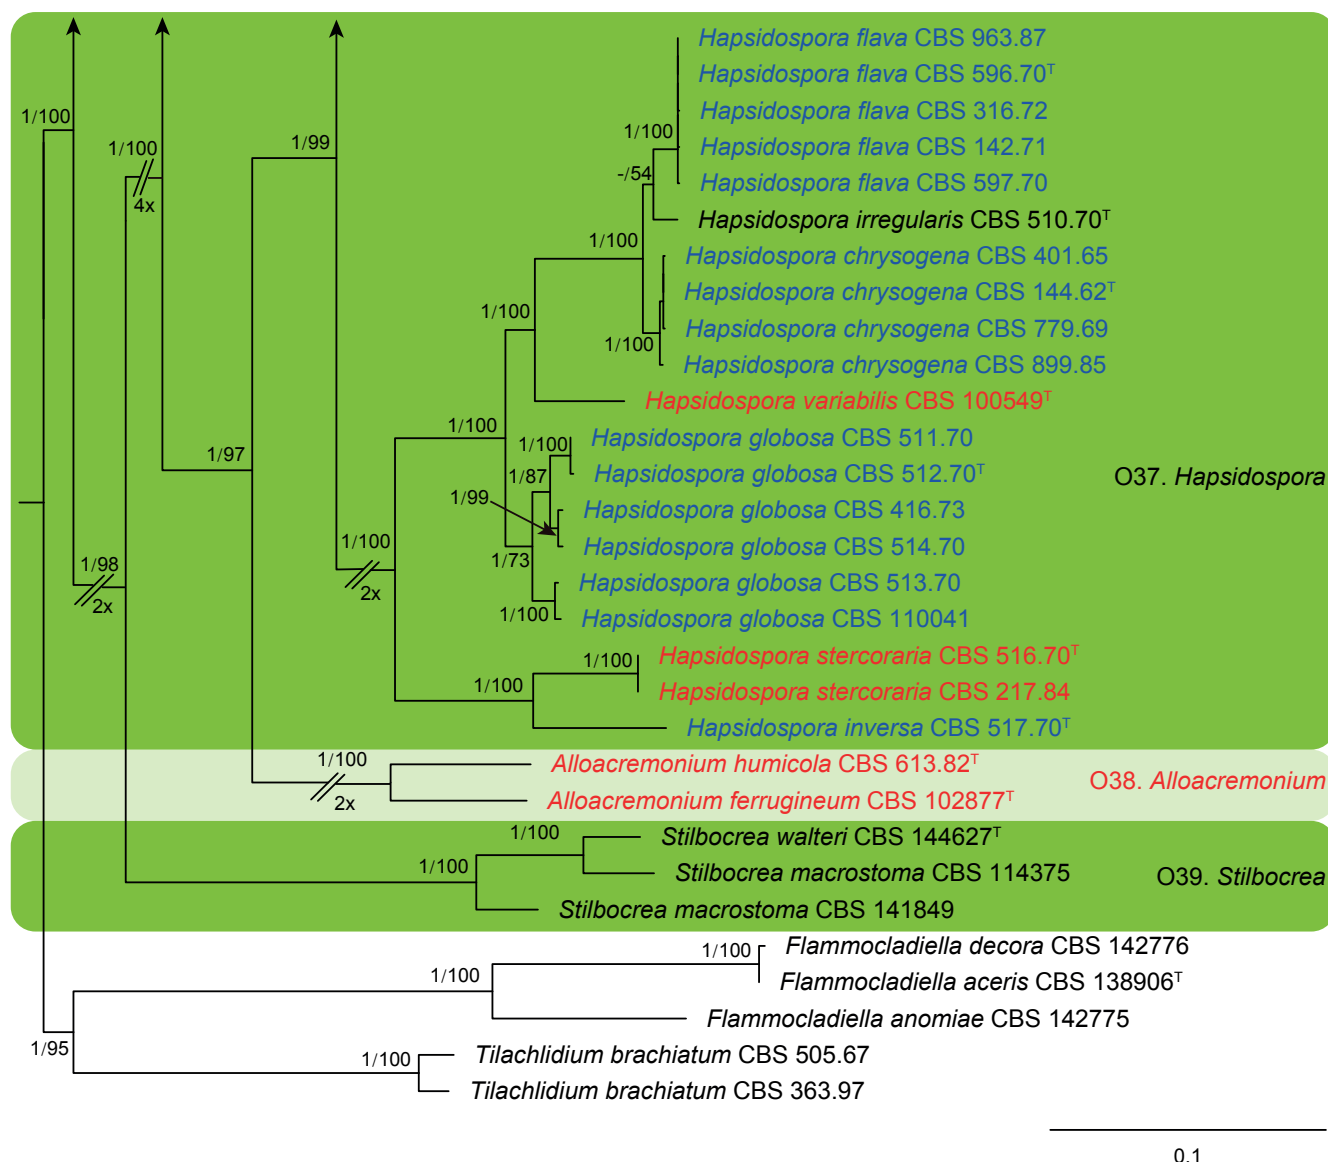 Hapsidospora flava CBS 963.87
Hapsidospora flava CBS 596.70T
1/100
Hapsidospora flava CBS 316.72
1/100
1/100
1/99
Hapsidospora flava CBS 142.71
-/54
Hapsidospora flava CBS 597.70
4x
Hapsidospora irregularis CBS 510.70T
1/100
Hapsidospora chrysogena CBS 401.65
Hapsidospora chrysogena CBS 144.62T
1/100
Hapsidospora chrysogena CBS 779.69
1/100
Hapsidospora chrysogena CBS 899.85
Hapsidospora variabilis CBS 100549T
1/100
1/100
Hapsidospora globosa CBS 511.70
1/97
1/87
Hapsidospora globosa CBS 512.70T
O37. Hapsidospora
1/99
Hapsidospora globosa CBS 416.73
1/100
Hapsidospora globosa CBS 514.70
1/98
1/73
2x
2x
Hapsidospora globosa CBS 513.70
1/100
Hapsidospora globosa CBS 110041
1/100
Hapsidospora stercoraria CBS 516.70T
1/100
Hapsidospora stercoraria CBS 217.84
Hapsidospora inversa CBS 517.70T
1/100
Alloacremonium humicola CBS 613.82T
O38. Alloacremonium
2x
Alloacremonium ferrugineum CBS 102877T
1/100
Stilbocrea walteri CBS 144627T
1/100
Stilbocrea macrostoma CBS 114375
O39. Stilbocrea
Stilbocrea macrostoma CBS 141849
1/100
Flammocladiella decora CBS 142776
1/100
Flammocladiella aceris CBS 138906T
Flammocladiella anomiae CBS 142775
1/95
1/100
Tilachlidium brachiatum CBS 505.67
Tilachlidium brachiatum CBS 363.97
0.1